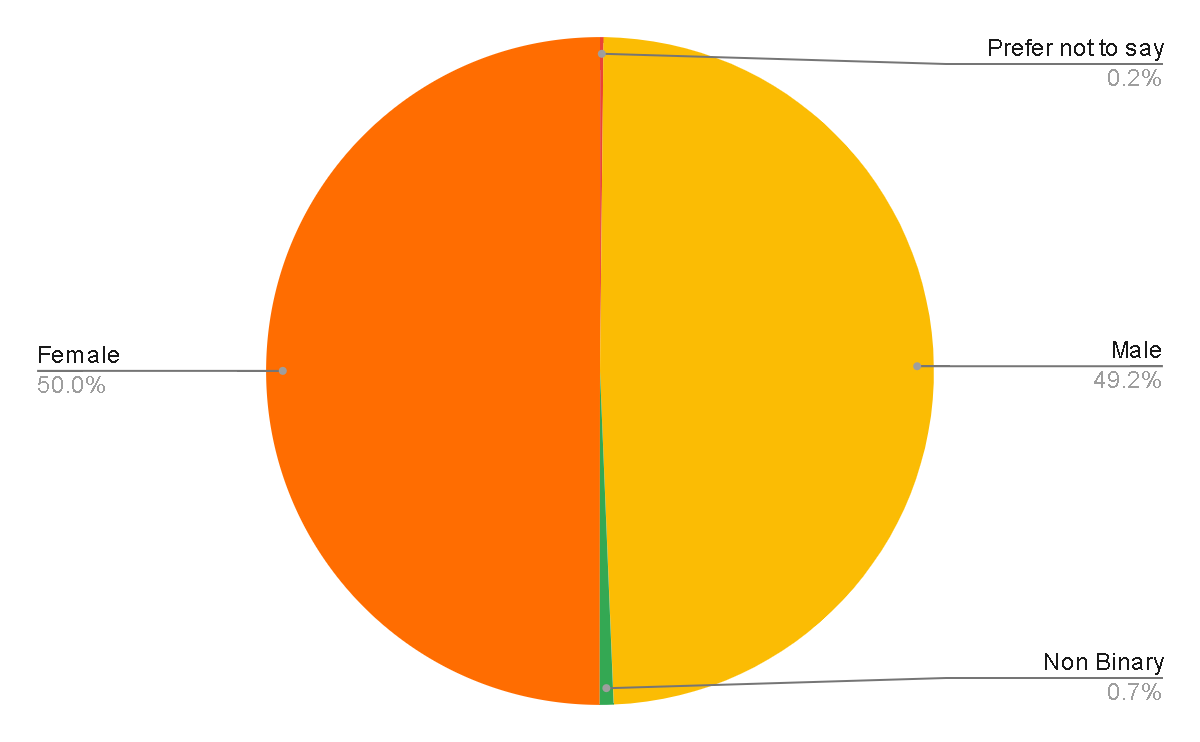 Prefer not to say
0.2%
Male
49.2%
Female
50.0%
Non Binary
0.7%